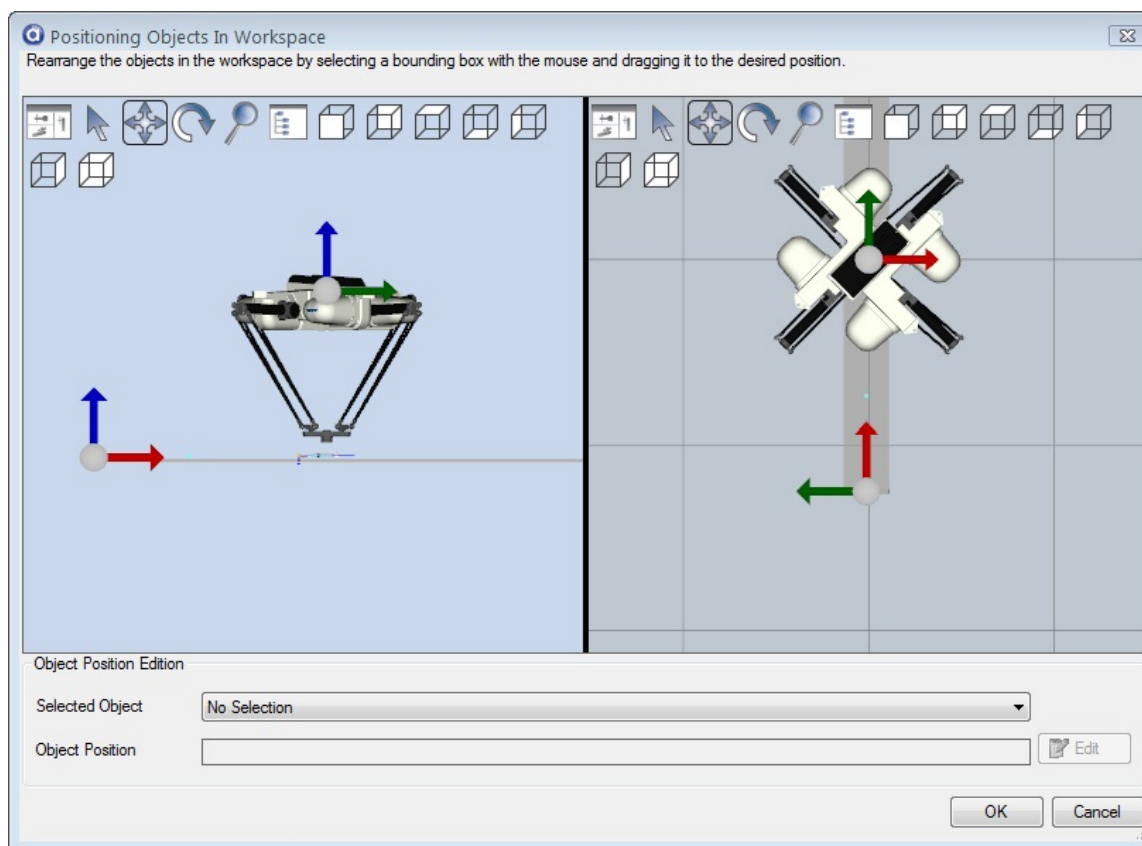 Positioning Objects In Workspace
Rearrange the objects in the workspace by selecting a bounding box with the mouse and dragging it to the desired position.
Object Position Edition
Selected Object
No Selection
Object Position
Edit
OK
Cancel